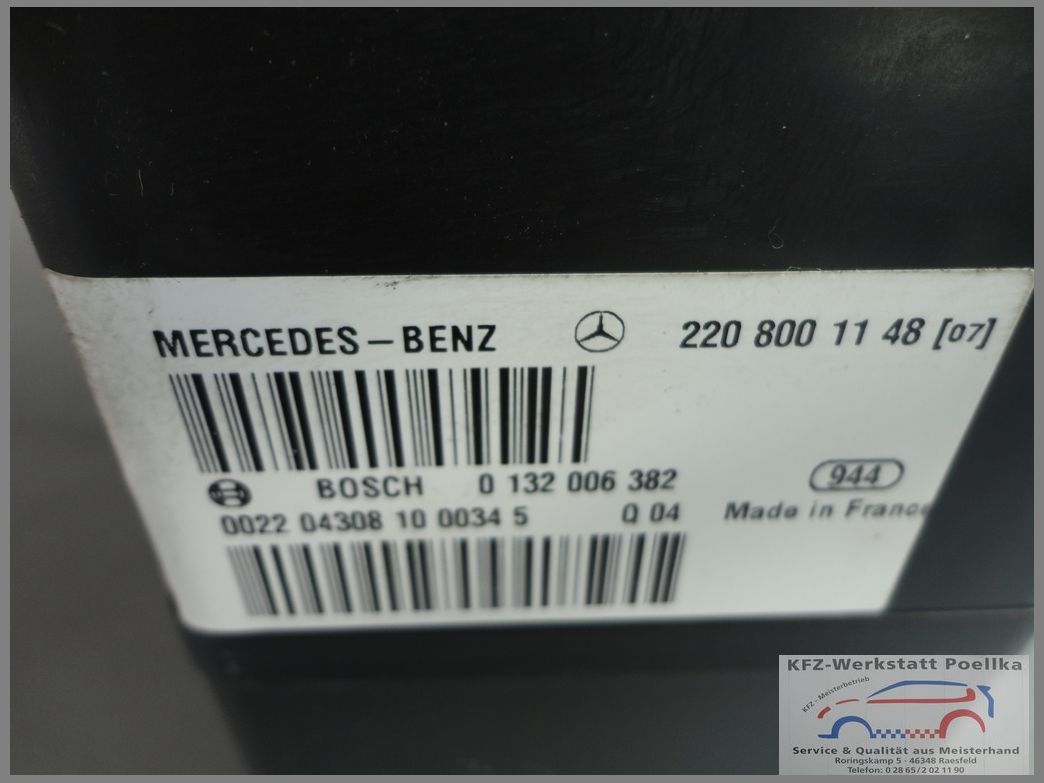 MERCEDES-BENZ 220 800 11 48 [07]
BOSCH 0 132 006 382
944
0022 04308 10 0034 5 Q 04
Made in France
KFZ-Werkstatt Poellka
KFZ - Meisterbetrieb
Service & Qualität aus Meisterhand
Roringskamp 5 · 46348 Raesfeld
Telefon: 0 28 65 / 2 02 11 90